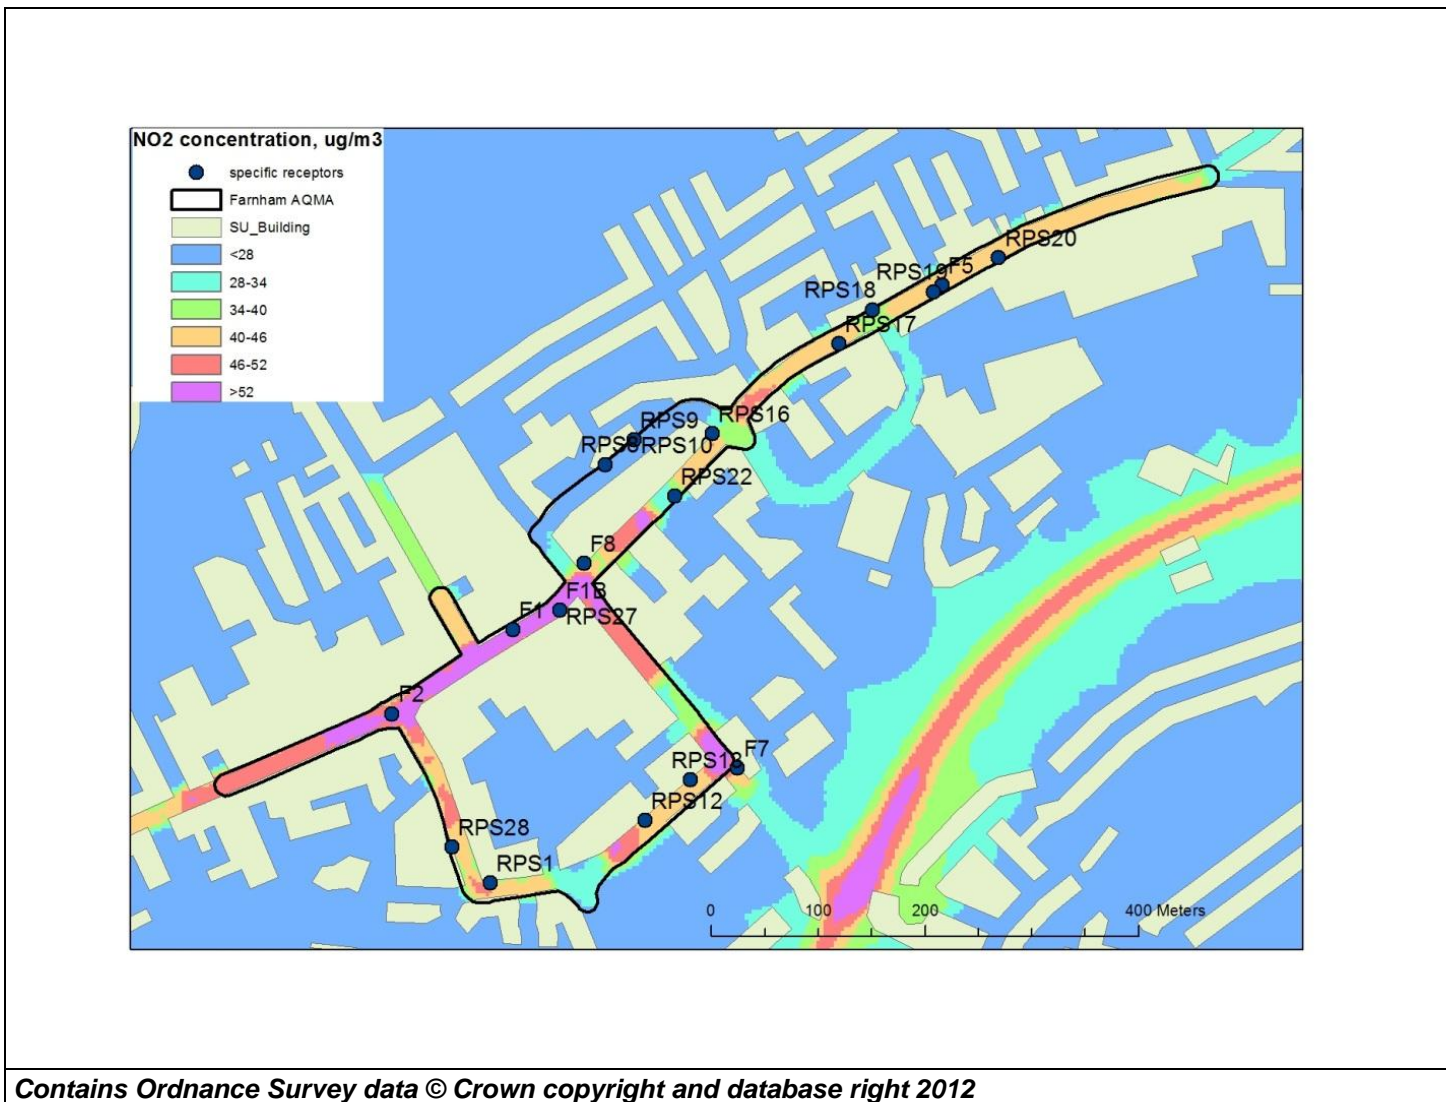 NO2 concentration, ug/m3
specific receptors
Farnham AQMA
SU_Building
<28
28-34
34-40
40-46
46-52
>52
RPS20
RPS19
F5
RPS18
RPS17
RPS16
RPS9
RPS8
RPS10
RPS22
F8
F1B
F1
RPS27
F2
F7
RPS13
RPS12
RPS28
RPS1
0 100 200 400 Meters
Contains Ordnance Survey data © Crown copyright and database right 2012